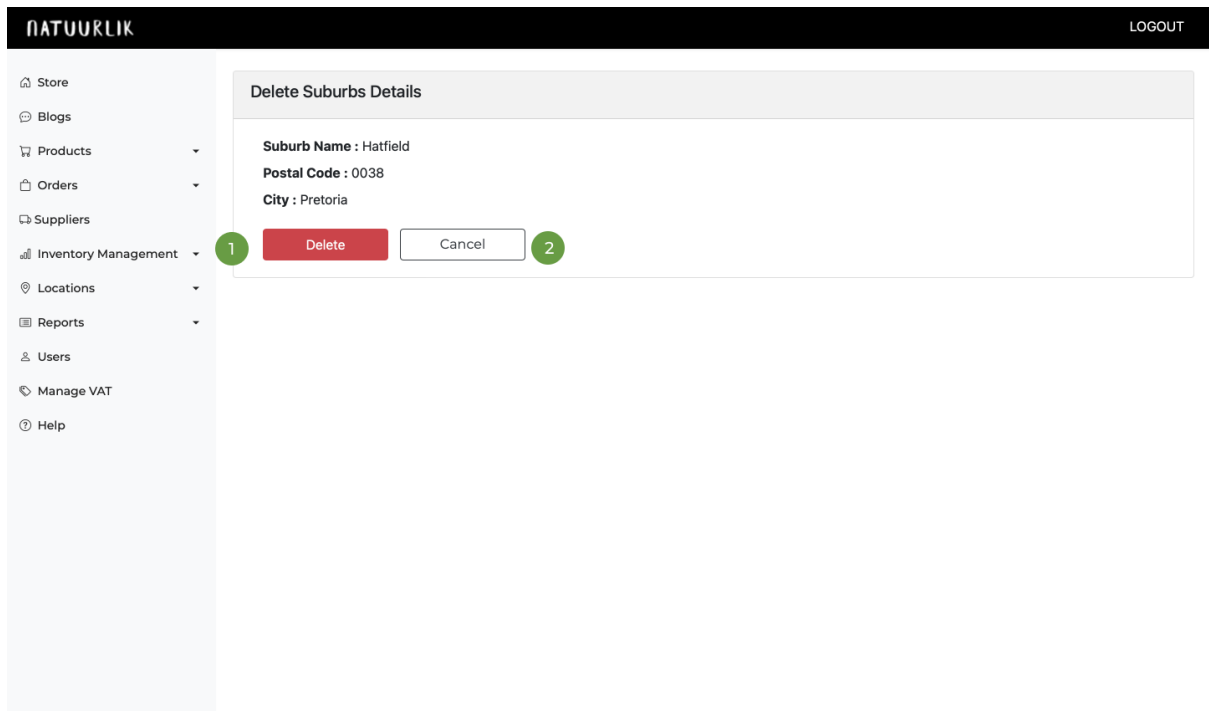 NATUURLIK
LOGOUT
Store
Blogs
Products
Orders
Suppliers
Inventory Management
Locations
Reports
Users
Manage VAT
Help
Delete Suburbs Details
Suburb Name : Hatfield
Postal Code : 0038
City : Pretoria
1 Delete Cancel 2